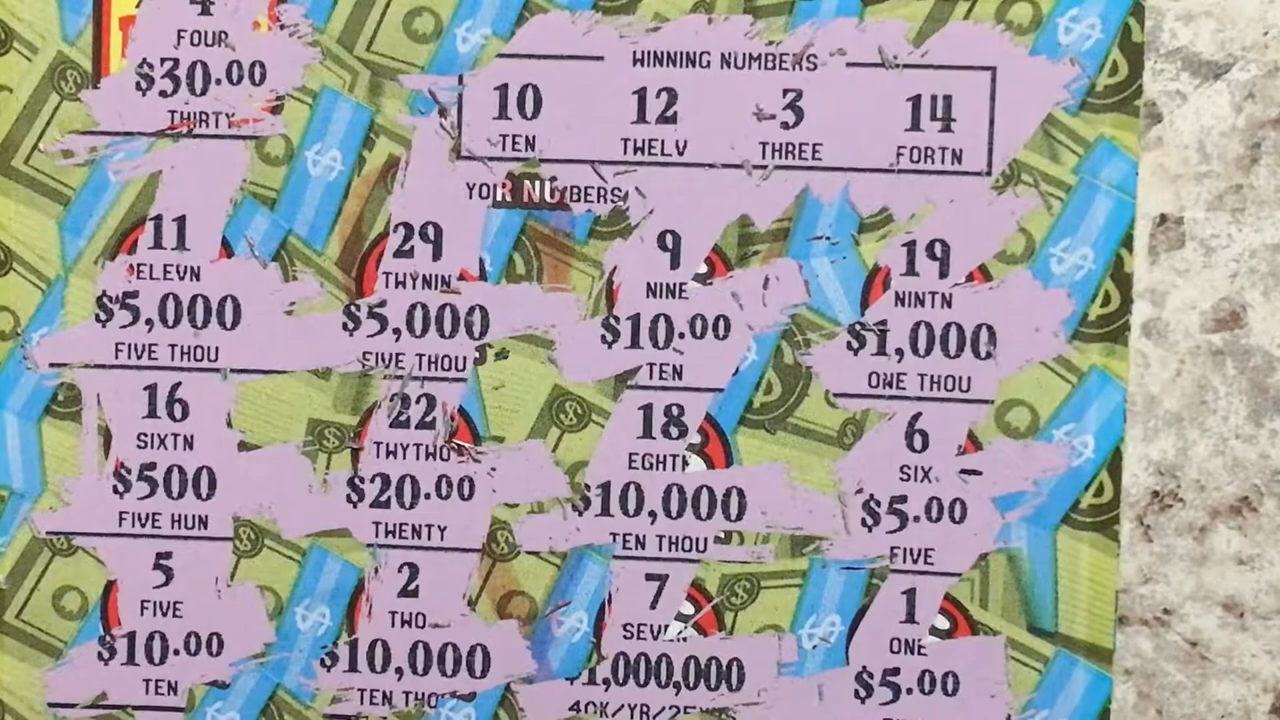 4
FOUR
$30.00
THIRTY
WINNING NUMBERS
10 12 3 14
TEN TWELV THREE FORTN
YOR NUMBERS
11 29 9 19
ELEVN TWYNIN NINE NINTN
$5,000 $5,000 $10.00 $1,000
FIVE THOU FIVE THOU TEN ONE THOU
16 22 18 6
SIXTN TWYTWO EGHTN SIX
$500 $20.00 $10,000 $5.00
FIVE HUN TWENTY TEN THOU FIVE
5 2 7 1
FIVE TWO SEVEN ONE
$10.00 $10,000 $1,000,000 $5.00
TEN TEN THOU